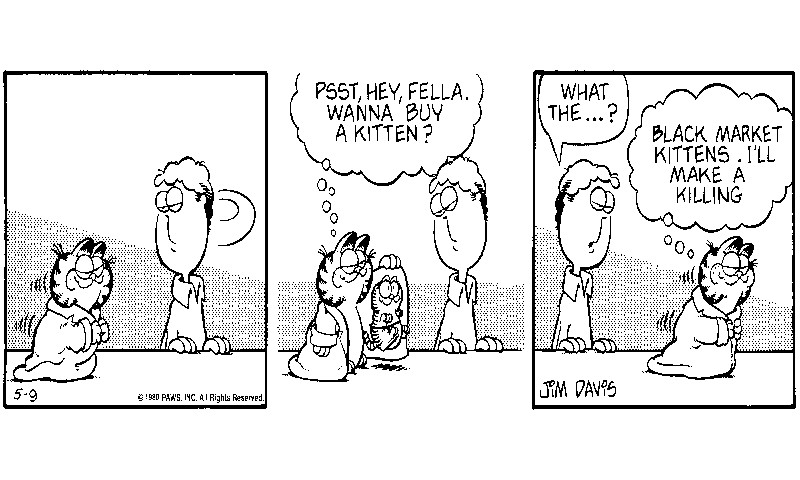 5-9
© 1980 PAWS, INC. All Rights Reserved.
PSST, HEY, FELLA.
WANNA BUY
A KITTEN?
WHAT
THE...?
BLACK MARKET
KITTENS. I'LL
MAKE A
KILLING
JIM DAVIS